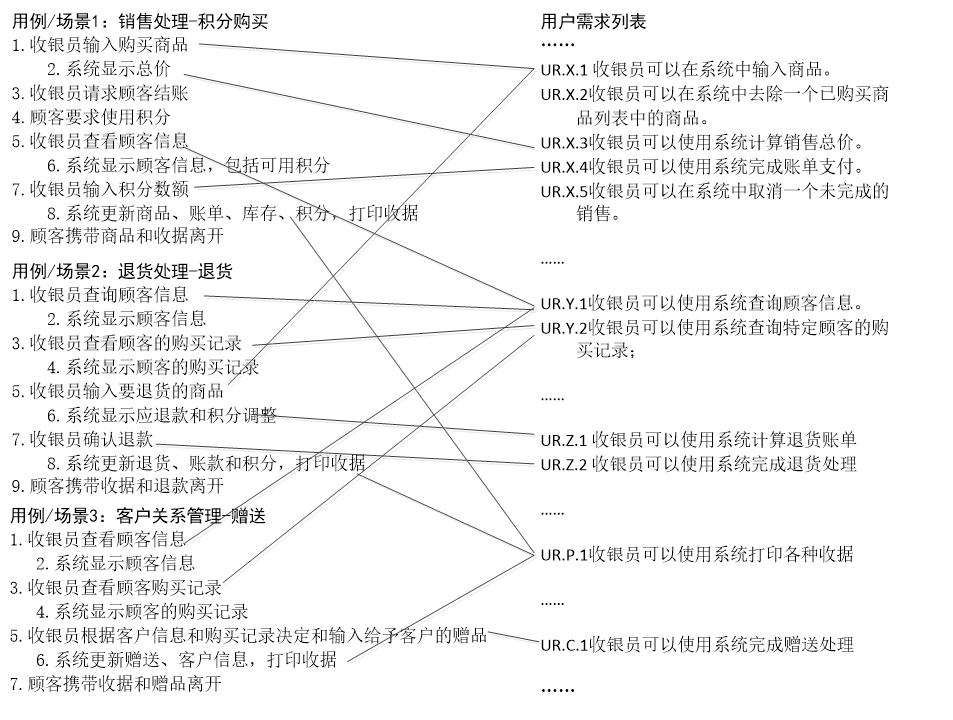 用例/场景1：销售处理-积分购买
1.收银员输入购买商品
2.系统显示总价
3.收银员请求顾客结账
4.顾客要求使用积分
5.收银员查看顾客信息
6.系统显示顾客信息，包括可用积分
7.收银员输入积分数额
8.系统更新商品、账单、库存、积分，打印收据
9.顾客携带商品和收据离开
用例/场景2：退货处理-退货
1.收银员查询顾客信息
2.系统显示顾客信息
3.收银员查看顾客的购买记录
4.系统显示顾客的购买记录
5.收银员输入要退货的商品
6.系统显示应退款和积分调整
7.收银员确认退款
8.系统更新退货、账款和积分，打印收据
9.顾客携带收据和退款离开
用例/场景3：客户关系管理-赠送
1.收银员查看顾客信息
2.系统显示顾客信息
3.收银员查看顾客购买记录
4.系统显示顾客的购买记录
5.收银员根据客户信息和购买记录决定和输入给予客户的赠品
6.系统更新赠送、客户信息，打印收据
7.顾客携带收据和赠品离开
用户需求列表
……
UR.X.1 收银员可以在系统中输入商品。
UR.X.2收银员可以在系统中去除一个已购买商
品列表中的商品。
UR.X.3收银员可以使用系统计算销售总价。
UR.X.4收银员可以使用系统完成账单支付。
UR.X.5收银员可以在系统中取消一个未完成的
销售。
……
UR.Y.1收银员可以使用系统查询顾客信息。
UR.Y.2收银员可以使用系统查询特定顾客的购
买记录；
……
UR.Z.1 收银员可以使用系统计算退货账单
UR.Z.2 收银员可以使用系统完成退货处理
……
UR.P.1收银员可以使用系统打印各种收据
……
UR.C.1收银员可以使用系统完成赠送处理
……